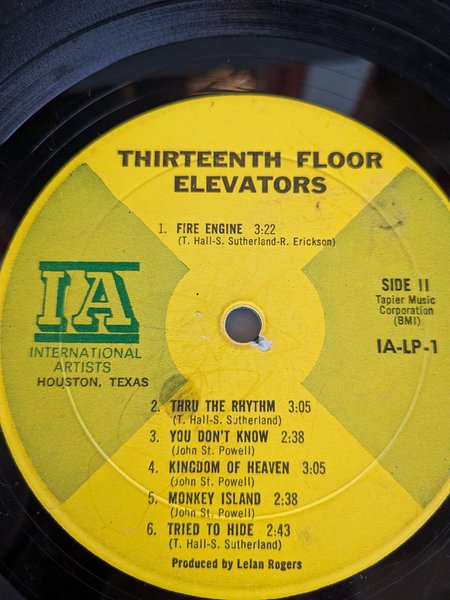 THIRTEENTH FLOOR
ELEVATORS
1. FIRE ENGINE 3:22
(T. Hall-S. Sutherland-R. Erickson)
IA
INTERNATIONAL
ARTISTS
HOUSTON, TEXAS
SIDE II
Tapier Music
Corporation
(BMI)
IA-LP-1
2. THRU THE RHYTHM 3:05
(T. Hall-S. Sutherland)
3. YOU DON'T KNOW 2:38
(John St. Powell)
4. KINGDOM OF HEAVEN 3:05
(John St. Powell)
5. MONKEY ISLAND 2:38
(John St. Powell)
6. TRIED TO HIDE 2:43
(T. Hall-S. Sutherland)
Produced by Lelan Rogers